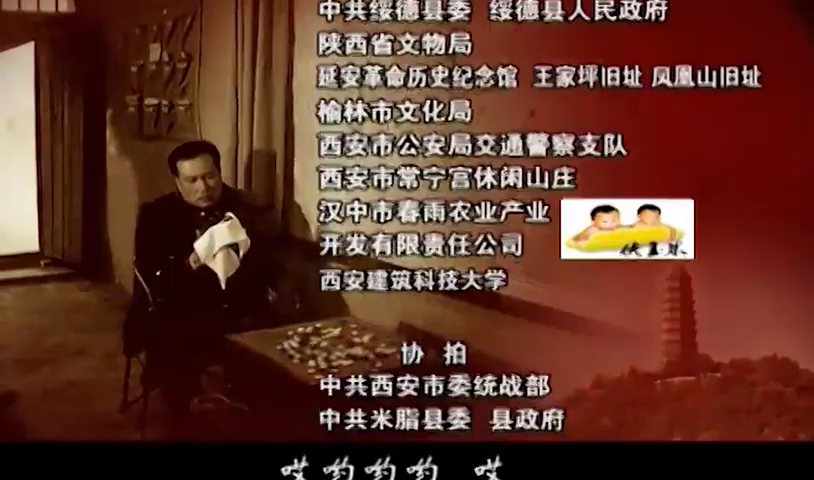 中共绥德县委 绥德县人民政府
陕西省文物局
延安革命历史纪念馆 王家坪旧址 凤凰山旧址
榆林市文化局
西安市公安局交通警察支队
西安市常宁宫休闲山庄
汉中市春雨农业产业
开发有限责任公司
西安建筑科技大学
协 拍
中共西安市委统战部
中共米脂县委 县政府
哎哟哟哟 哎